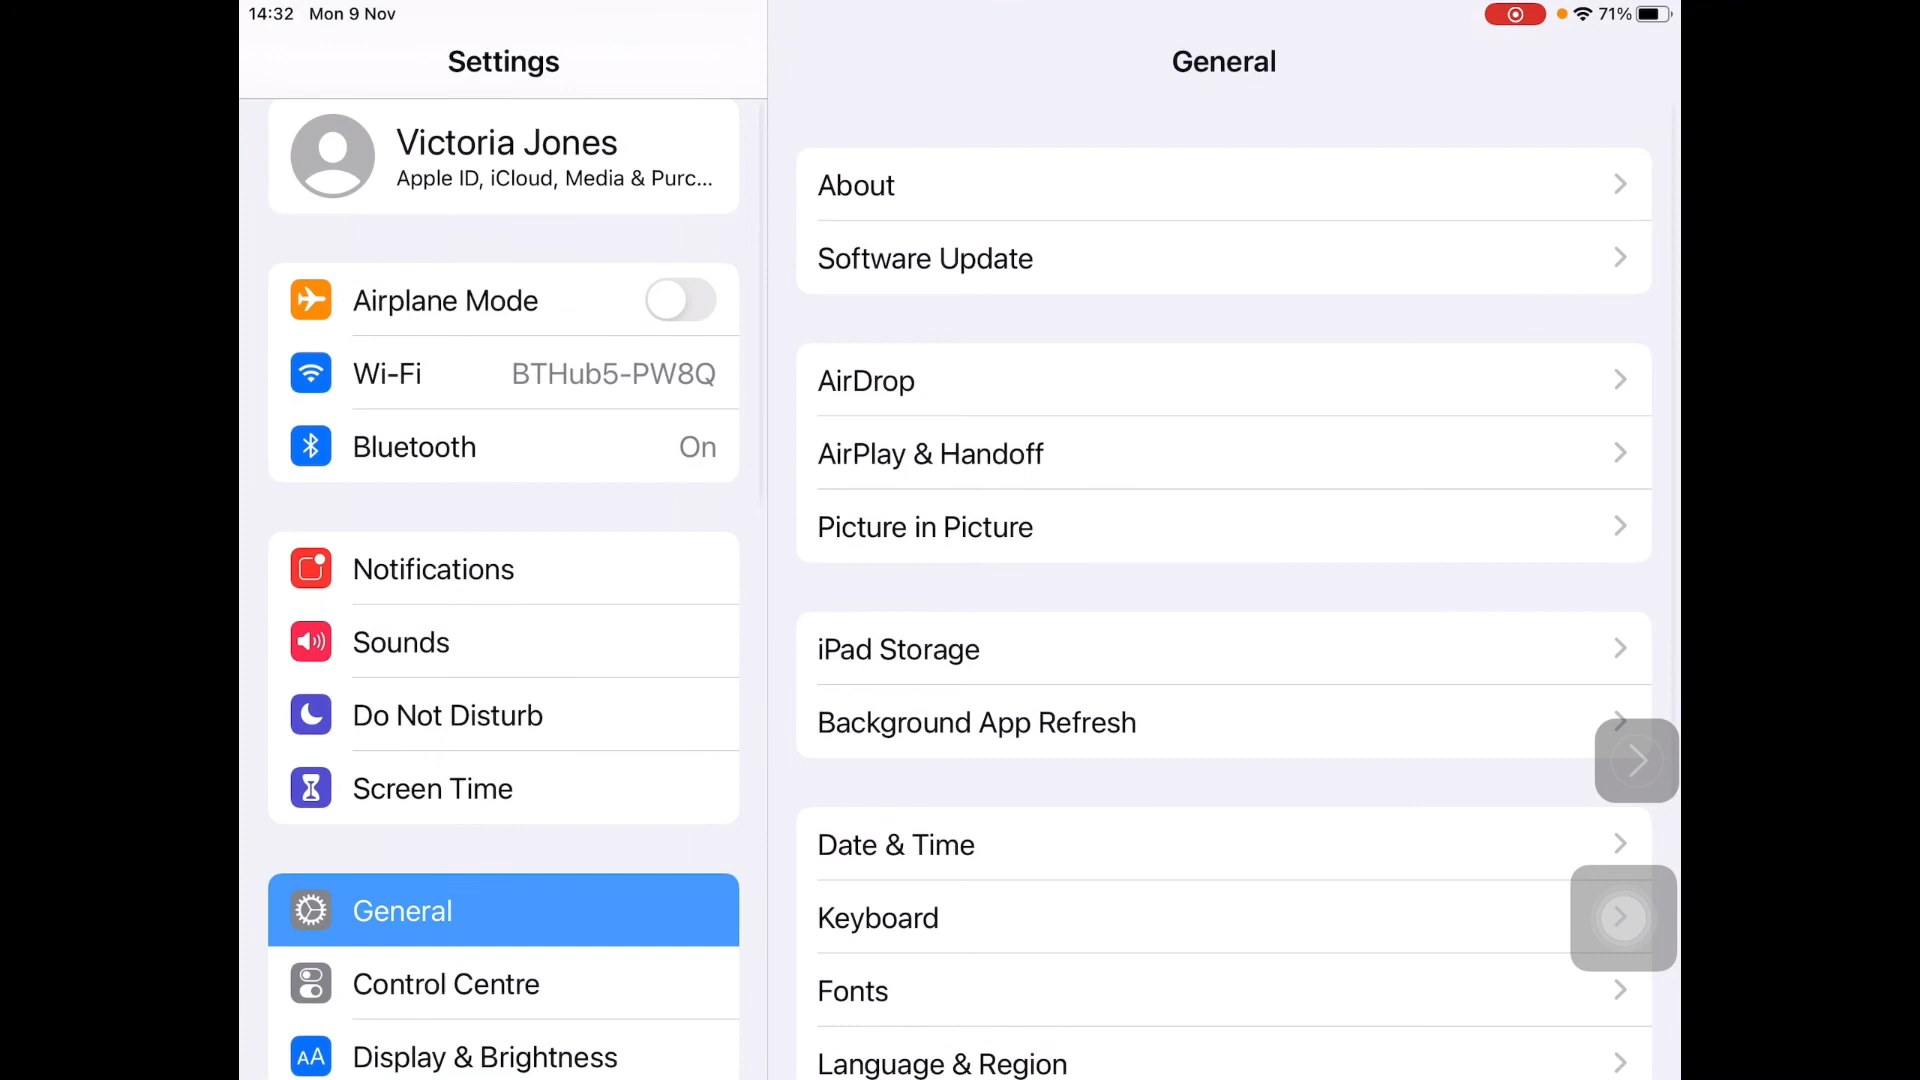 14:32 Mon 9 Nov
71%
Settings
General
Victoria Jones
Apple ID, iCloud, Media & Purc...
Airplane Mode
Wi-Fi BTHub5-PW8Q
Bluetooth On
Notifications
Sounds
Do Not Disturb
Screen Time
General
Control Centre
AA Display & Brightness
About
Software Update
AirDrop
AirPlay & Handoff
Picture in Picture
iPad Storage
Background App Refresh
Date & Time
Keyboard
Fonts
Language & Region